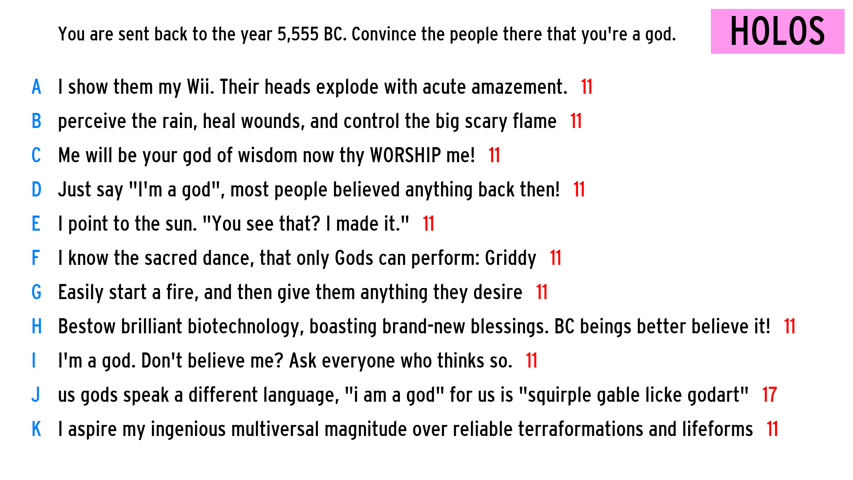 You are sent back to the year 5,555 BC. Convince the people there that you're a god.
HOLOS
A I show them my Wii. Their heads explode with acute amazement. 11
B perceive the rain, heal wounds, and control the big scary flame 11
C Me will be your god of wisdom now thy WORSHIP me! 11
D Just say "I'm a god", most people believed anything back then! 11
E I point to the sun. "You see that? I made it." 11
F I know the sacred dance, that only Gods can perform: Griddy 11
G Easily start a fire, and then give them anything they desire 11
H Bestow brilliant biotechnology, boasting brand-new blessings. BC beings better believe it! 11
I I'm a god. Don't believe me? Ask everyone who thinks so. 11
J us gods speak a different language, "i am a god" for us is "squirple gable licke godart" 17
K I aspire my ingenious multiversal magnitude over reliable terraformations and lifeforms 11